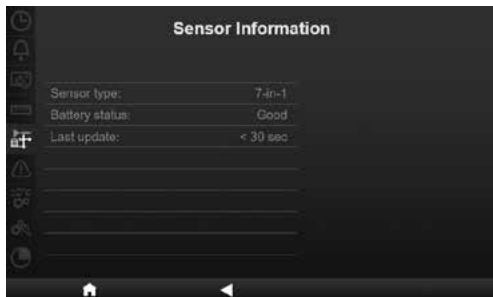 Sensor Information
Sensor type: 7-in-1
Battery status: Good
Last update: < 30 sec